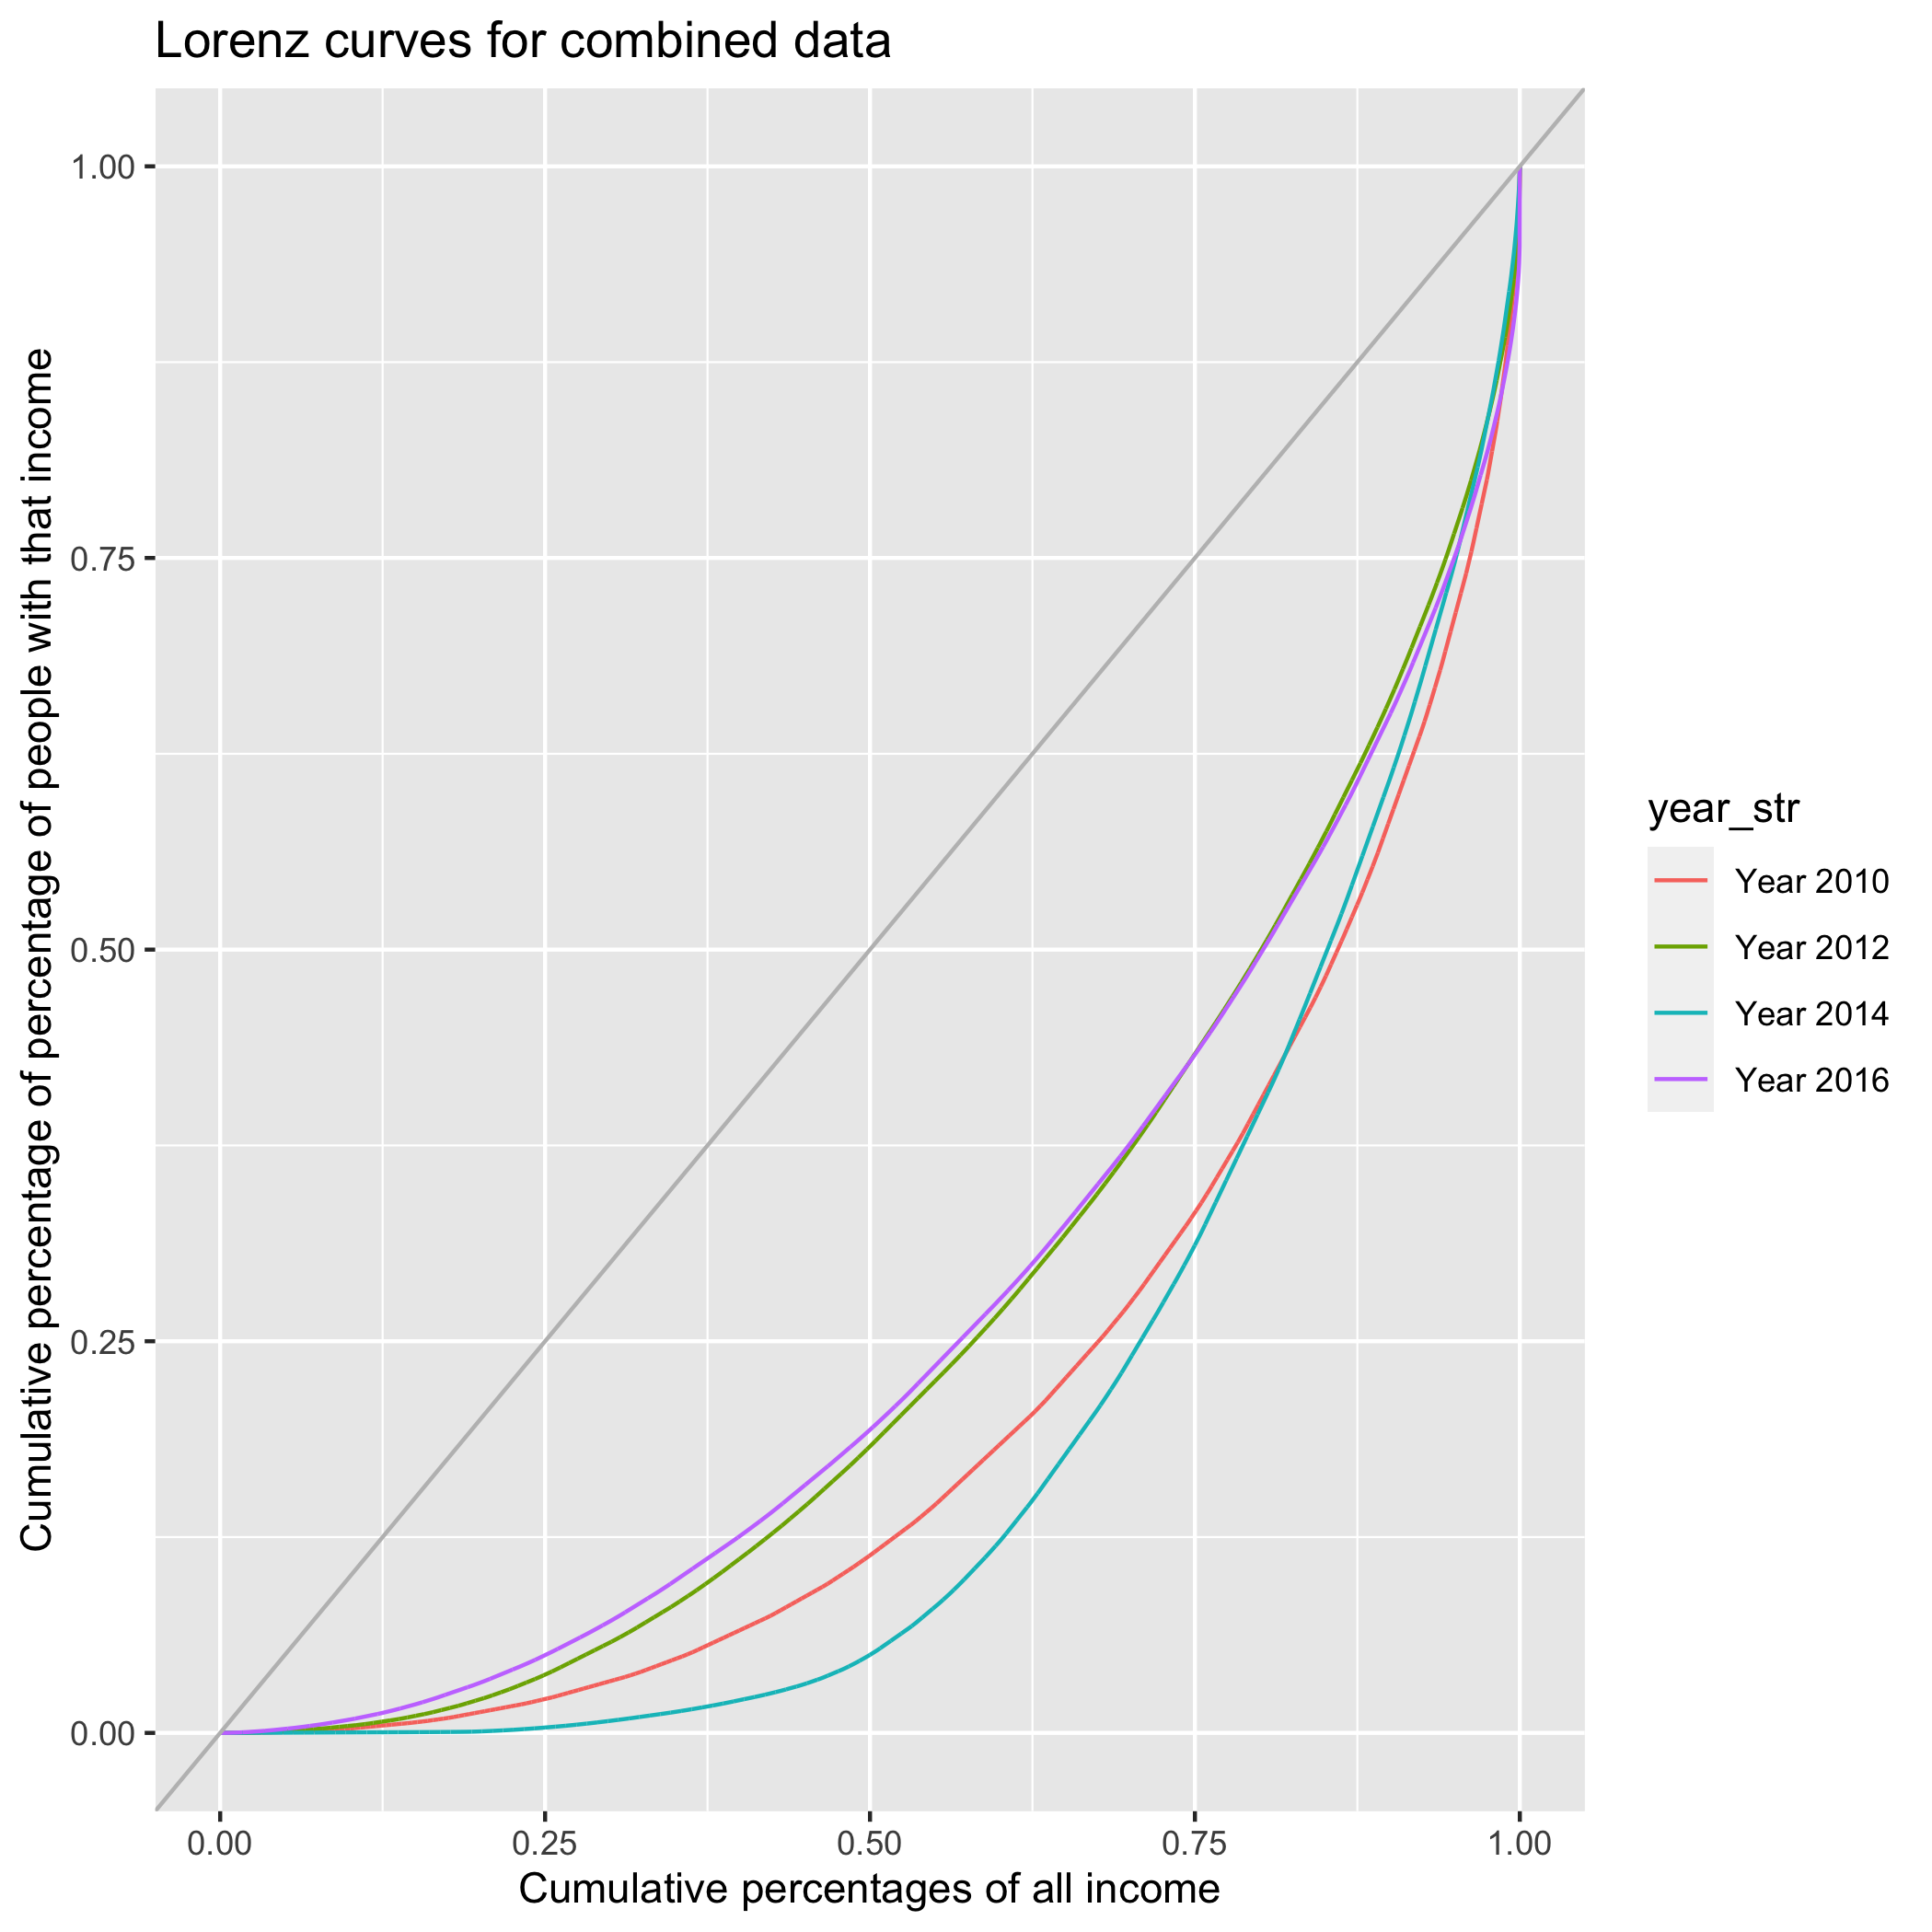 Lorenz curves for combined data
Cumulative percentage of percentage of people with that income
1.00
0.75
0.50
0.25
0.00
0.00
0.25
0.50
0.75
1.00
Cumulative percentages of all income
year_str
Year 2010
Year 2012
Year 2014
Year 2016